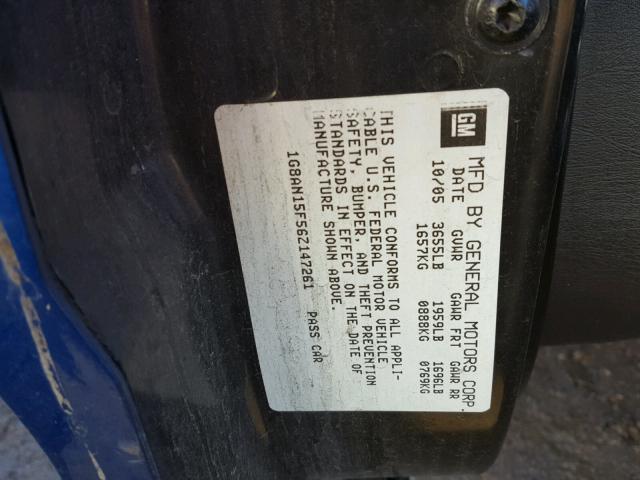 GM
MFD BY GENERAL MOTORS CORP.
DATE GVWR GAWR FRT GAWR RR
10/05 3655LB 1959LB 1696LB
1657KG 0888KG 0769KG
THIS VEHICLE CONFORMS TO ALL APPLI-
CABLE U.S. FEDERAL MOTOR VEHICLE
SAFETY, BUMPER, AND THEFT PREVENTION
STANDARDS IN EFFECT ON THE DATE OF
MANUFACTURE SHOWN ABOVE.
1G8AN15F56Z147261 PASS CAR